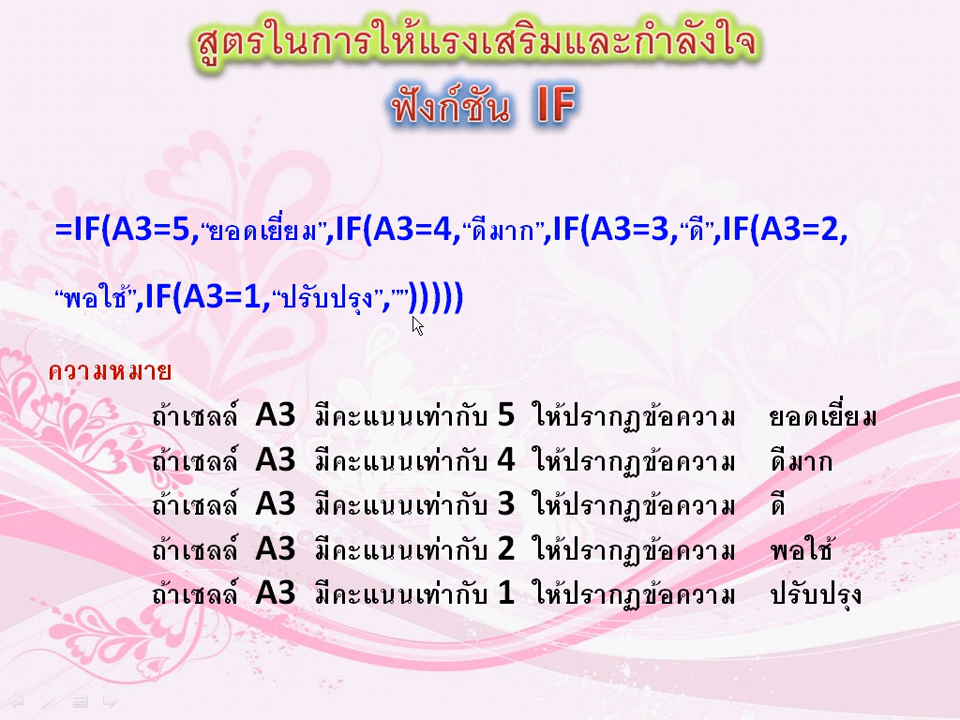 สูตรในการให้แรงเสริมและกำลังใจ
ฟังก์ชัน IF
=IF(A3=5,“ยอดเยี่ยม”,IF(A3=4,“ดีมาก”,IF(A3=3,“ดี”,IF(A3=2,
“พอใช้”,IF(A3=1,“ปรับปรุง”,””)))))
ความหมาย
ถ้าเซลล์ A3 มีคะแนนเท่ากับ 5 ให้ปรากฏข้อความ ยอดเยี่ยม
ถ้าเซลล์ A3 มีคะแนนเท่ากับ 4 ให้ปรากฏข้อความ ดีมาก
ถ้าเซลล์ A3 มีคะแนนเท่ากับ 3 ให้ปรากฏข้อความ ดี
ถ้าเซลล์ A3 มีคะแนนเท่ากับ 2 ให้ปรากฏข้อความ พอใช้
ถ้าเซลล์ A3 มีคะแนนเท่ากับ 1 ให้ปรากฏข้อความ ปรับปรุง